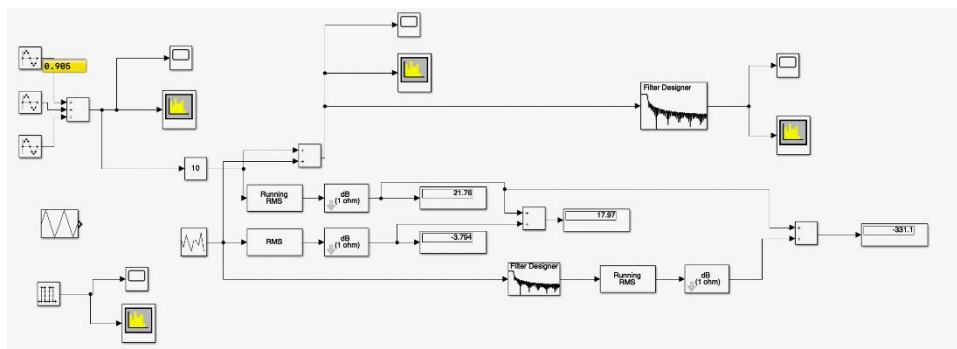 0.905
Filter Designer
10
Running
RMS
dB
(1 ohm)
21.76
17.97
RMS
dB
(1 ohm)
-3.794
-331.1
Filter Designer
Running
RMS
dB
(1 ohm)